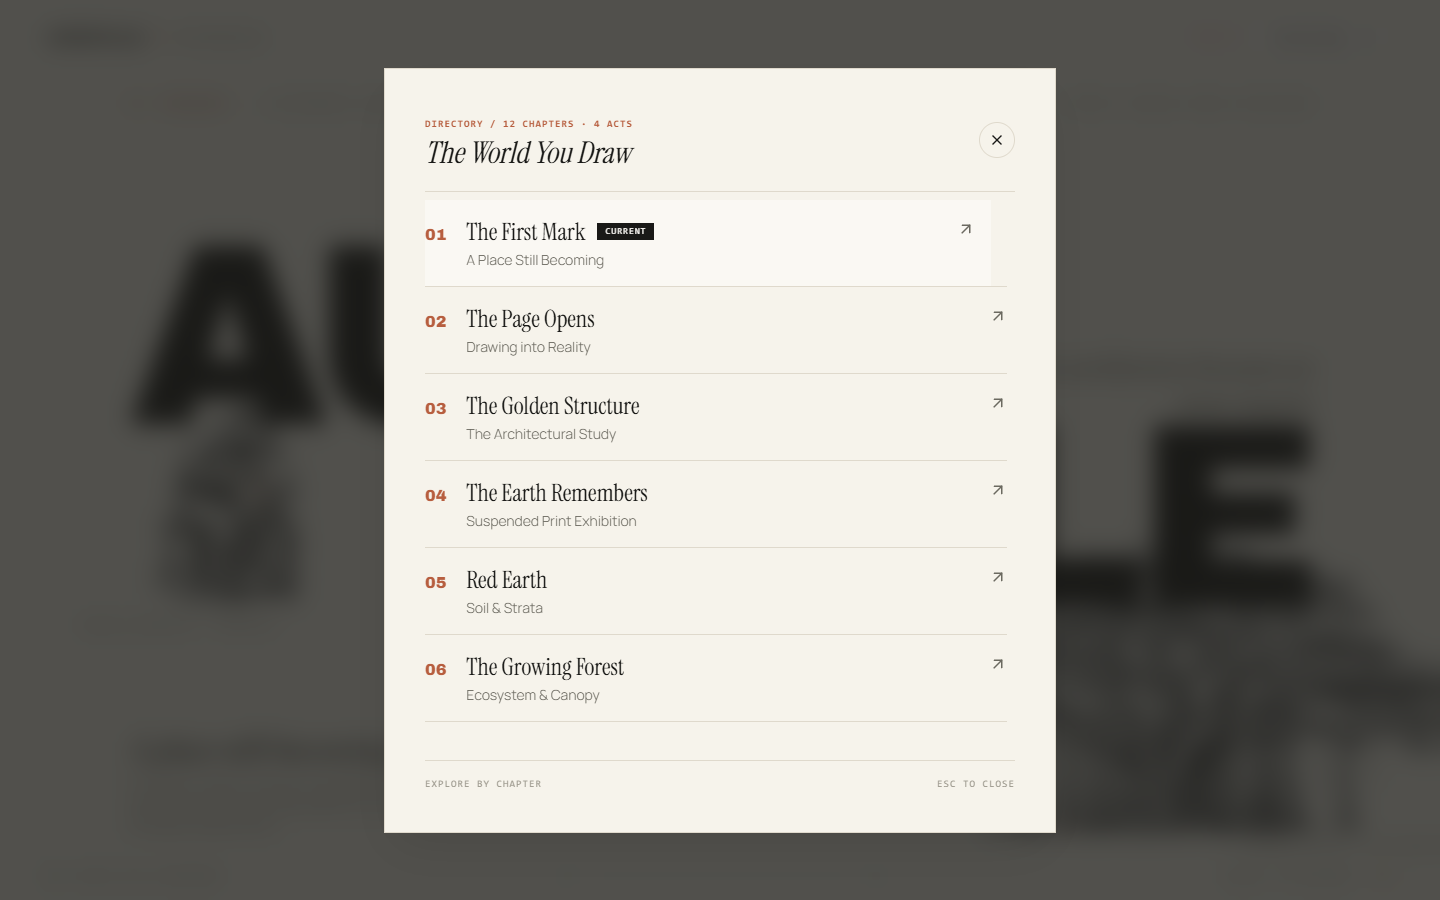 DIRECTORY / 12 CHAPTERS · 4 ACTS
The World You Draw
01 The First Mark CURRENT
A Place Still Becoming
02 The Page Opens
Drawing into Reality
03 The Golden Structure
The Architectural Study
04 The Earth Remembers
Suspended Print Exhibition
05 Red Earth
Soil & Strata
06 The Growing Forest
Ecosystem & Canopy
EXPLORE BY CHAPTER
ESC TO CLOSE
AU
LE